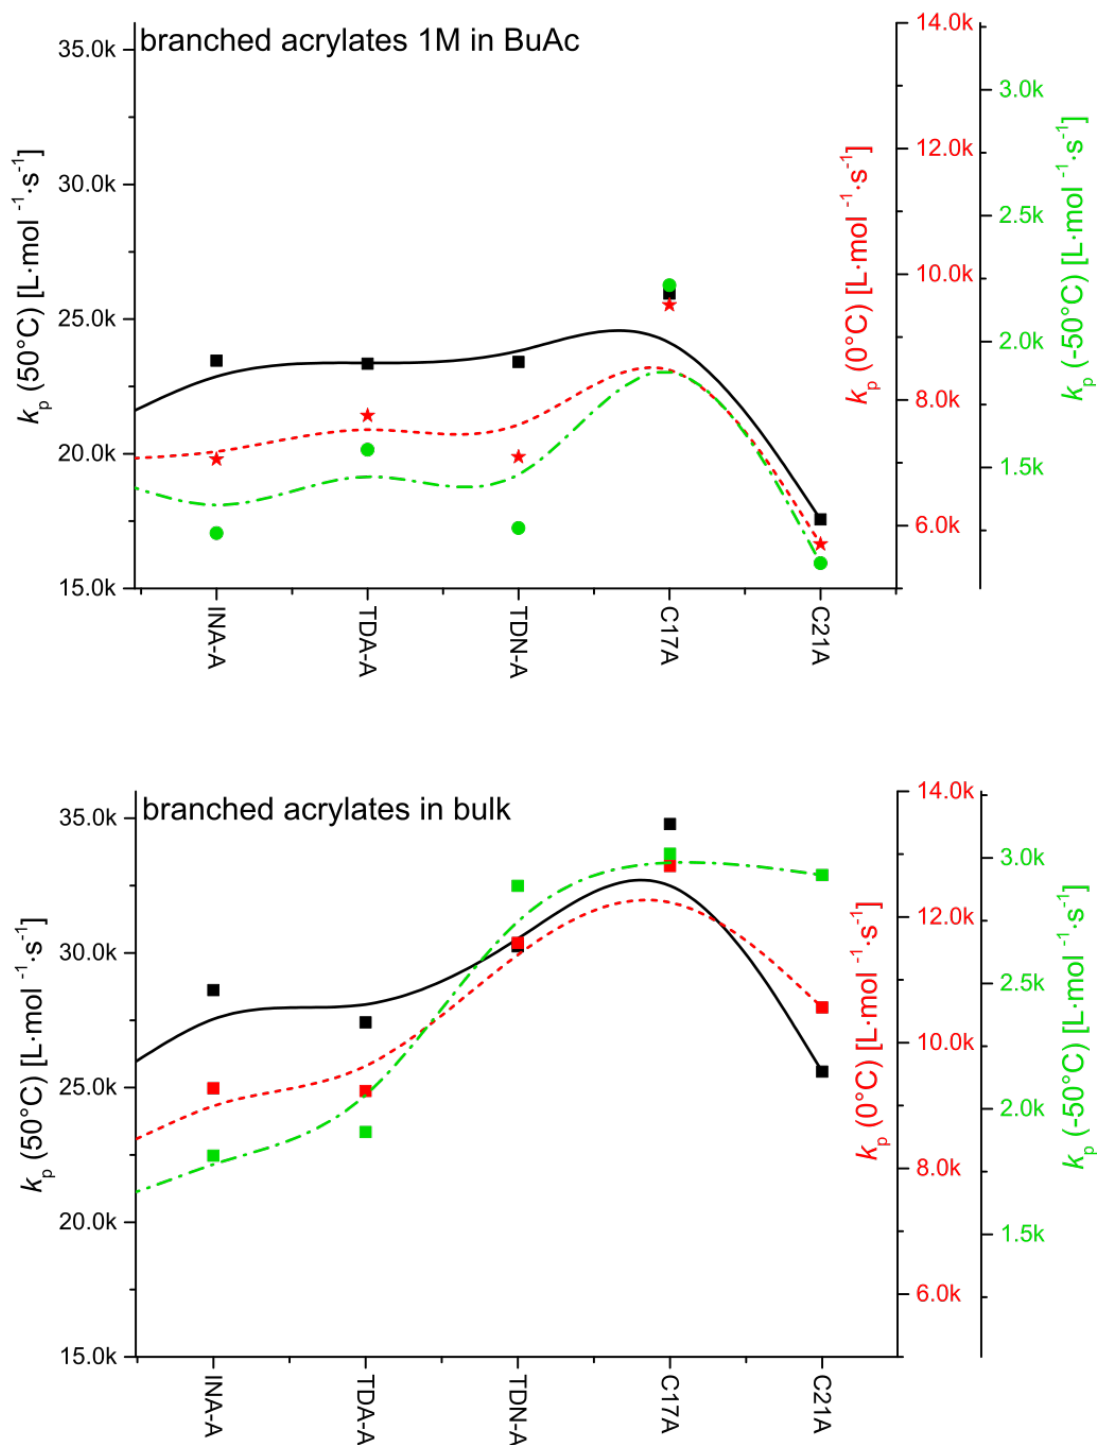 branched acrylates 1M in BuAc
35.0k
30.0k
25.0k
20.0k
15.0k
kp (50°C) [L·mol -1·s-1]
14.0k
12.0k
10.0k
8.0k
6.0k
kp (0°C) [L·mol -1·s-1]
3.0k
2.5k
2.0k
1.5k
kp (-50°C) [L·mol -1·s-1]
INA-A
TDA-A
TDN-A
C17A
C21A
branched acrylates in bulk
35.0k
30.0k
25.0k
20.0k
15.0k
kp (50°C) [L·mol -1·s-1]
14.0k
12.0k
10.0k
8.0k
6.0k
kp (0°C) [L·mol -1·s-1]
3.0k
2.5k
2.0k
1.5k
kp (-50°C) [L·mol -1·s-1]
INA-A
TDA-A
TDN-A
C17A
C21A